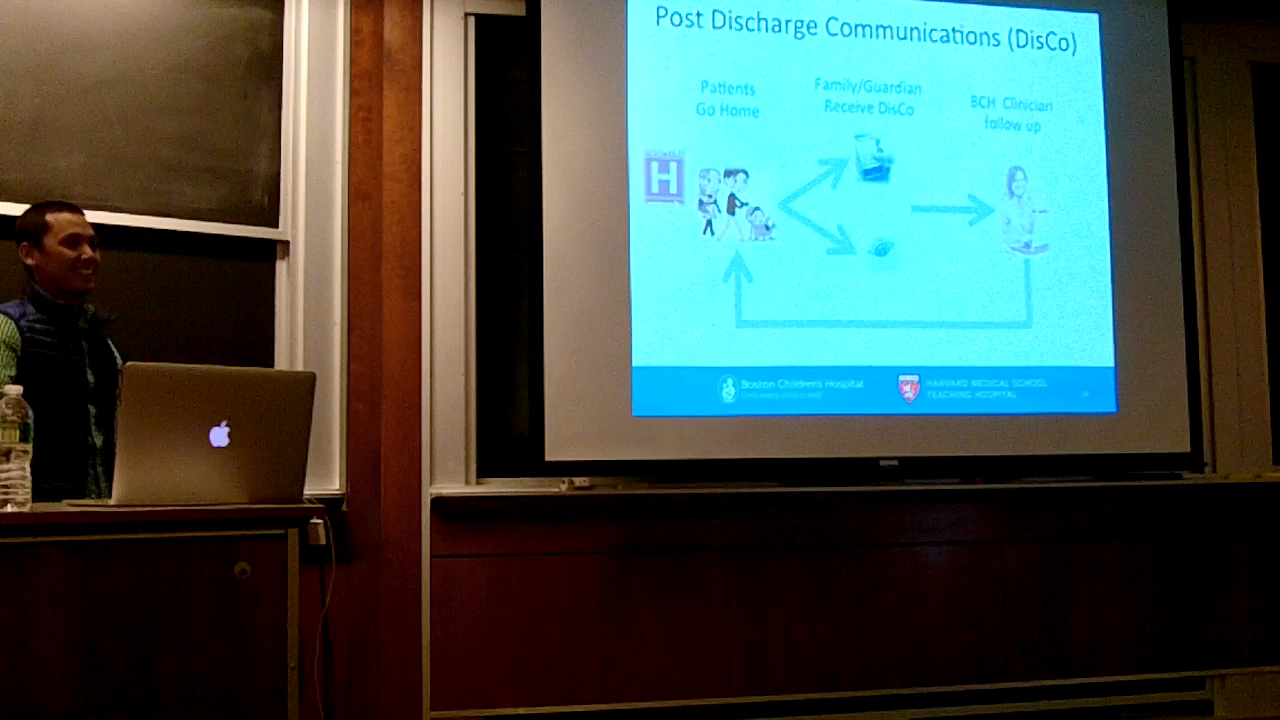 Post Discharge Communications (DisCo)
Patients
Go Home
Family/Guardian
Receive DisCo
BCH Clinician
follow up
H
Boston Children's Hospital
HARVARD MEDICAL SCHOOL
TEACHING HOSPITAL